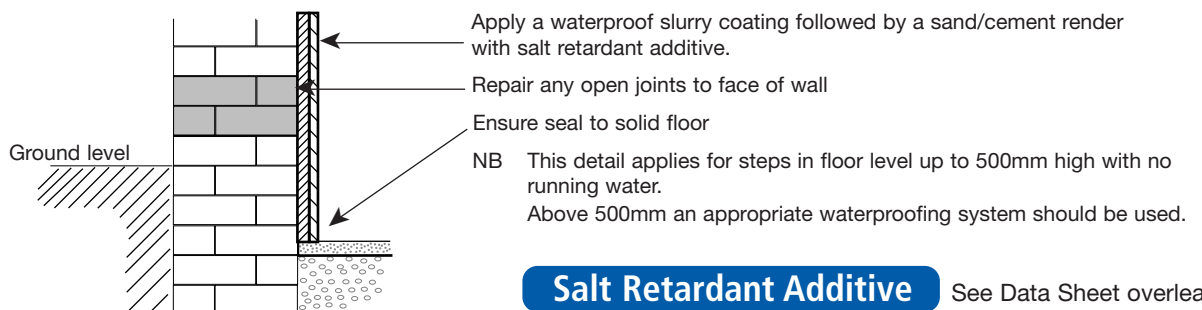 Apply a waterproof slurry coating followed by a sand/cement render
with salt retardant additive.
Repair any open joints to face of wall
Ensure seal to solid floor
Ground level
NB This detail applies for steps in floor level up to 500mm high with no
running water.
Above 500mm an appropriate waterproofing system should be used.
Salt Retardant Additive See Data Sheet overlea